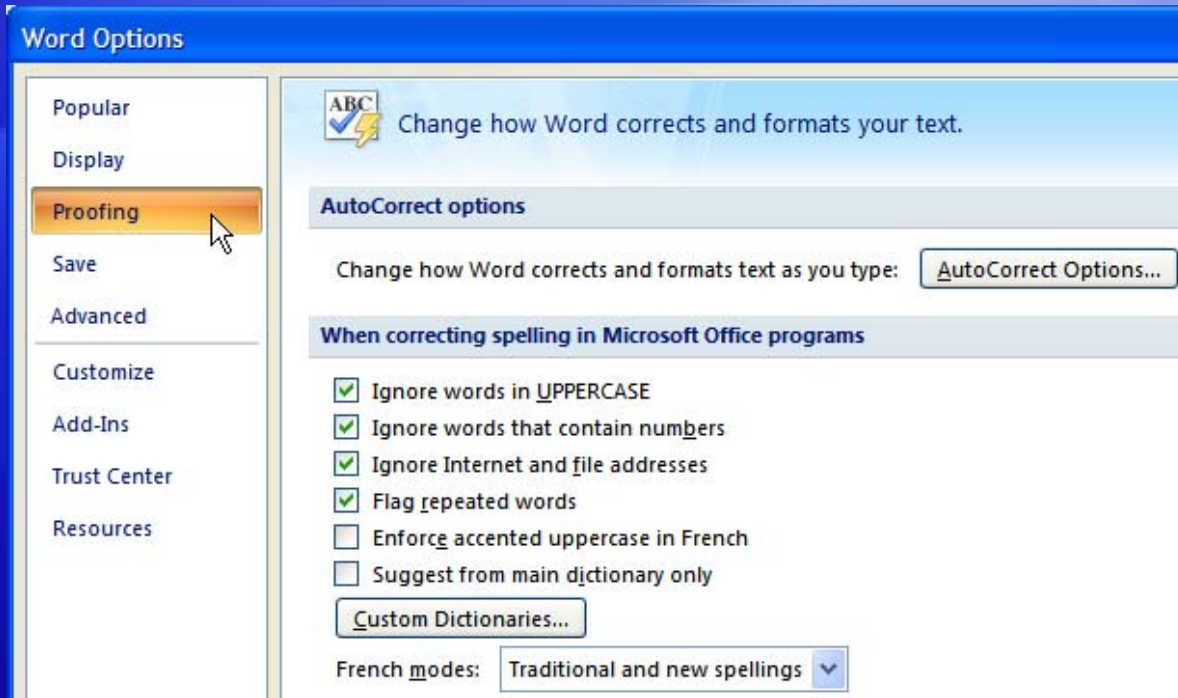 Word Options
Popular
Display
Proofing
Save
Advanced
Customize
Add-Ins
Trust Center
Resources
ABC
Change how Word corrects and formats your text.
AutoCorrect options
Change how Word corrects and formats text as you type: AutoCorrect Options...
When correcting spelling in Microsoft Office programs
Ignore words in UPPERCASE
Ignore words that contain numbers
Ignore Internet and file addresses
Flag repeated words
Enforce accented uppercase in French
Suggest from main dictionary only
Custom Dictionaries...
French modes: Traditional and new spellings